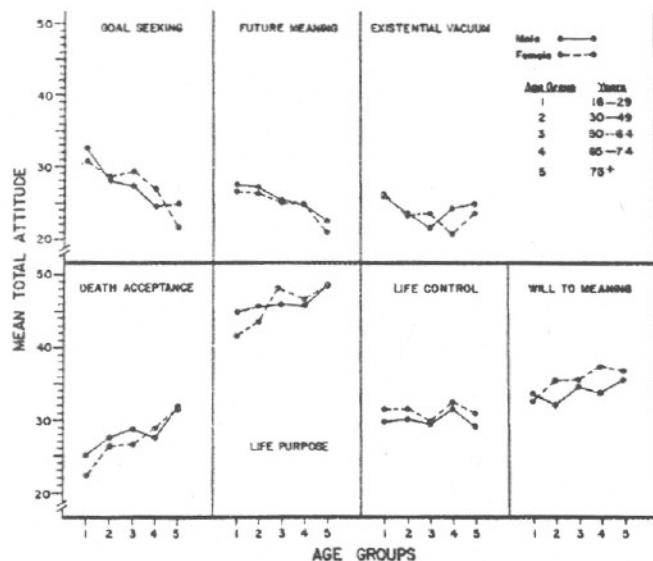 50
GOAL SEEKING
FUTURE MEANING
EXISTENTIAL VACUUM
Male
Female
Age Group Years
1 16-29
2 30-49
3 50-64
4 65-74
5 75+
40
30
20
MEAN TOTAL ATTITUDE
50
DEATH ACCEPTANCE
LIFE CONTROL
WILL TO MEANING
40
30
LIFE PURPOSE
20
1 2 3 4 5
1 2 3 4 5
1 2 3 4 5
1 2 3 4 5
AGE GROUPS